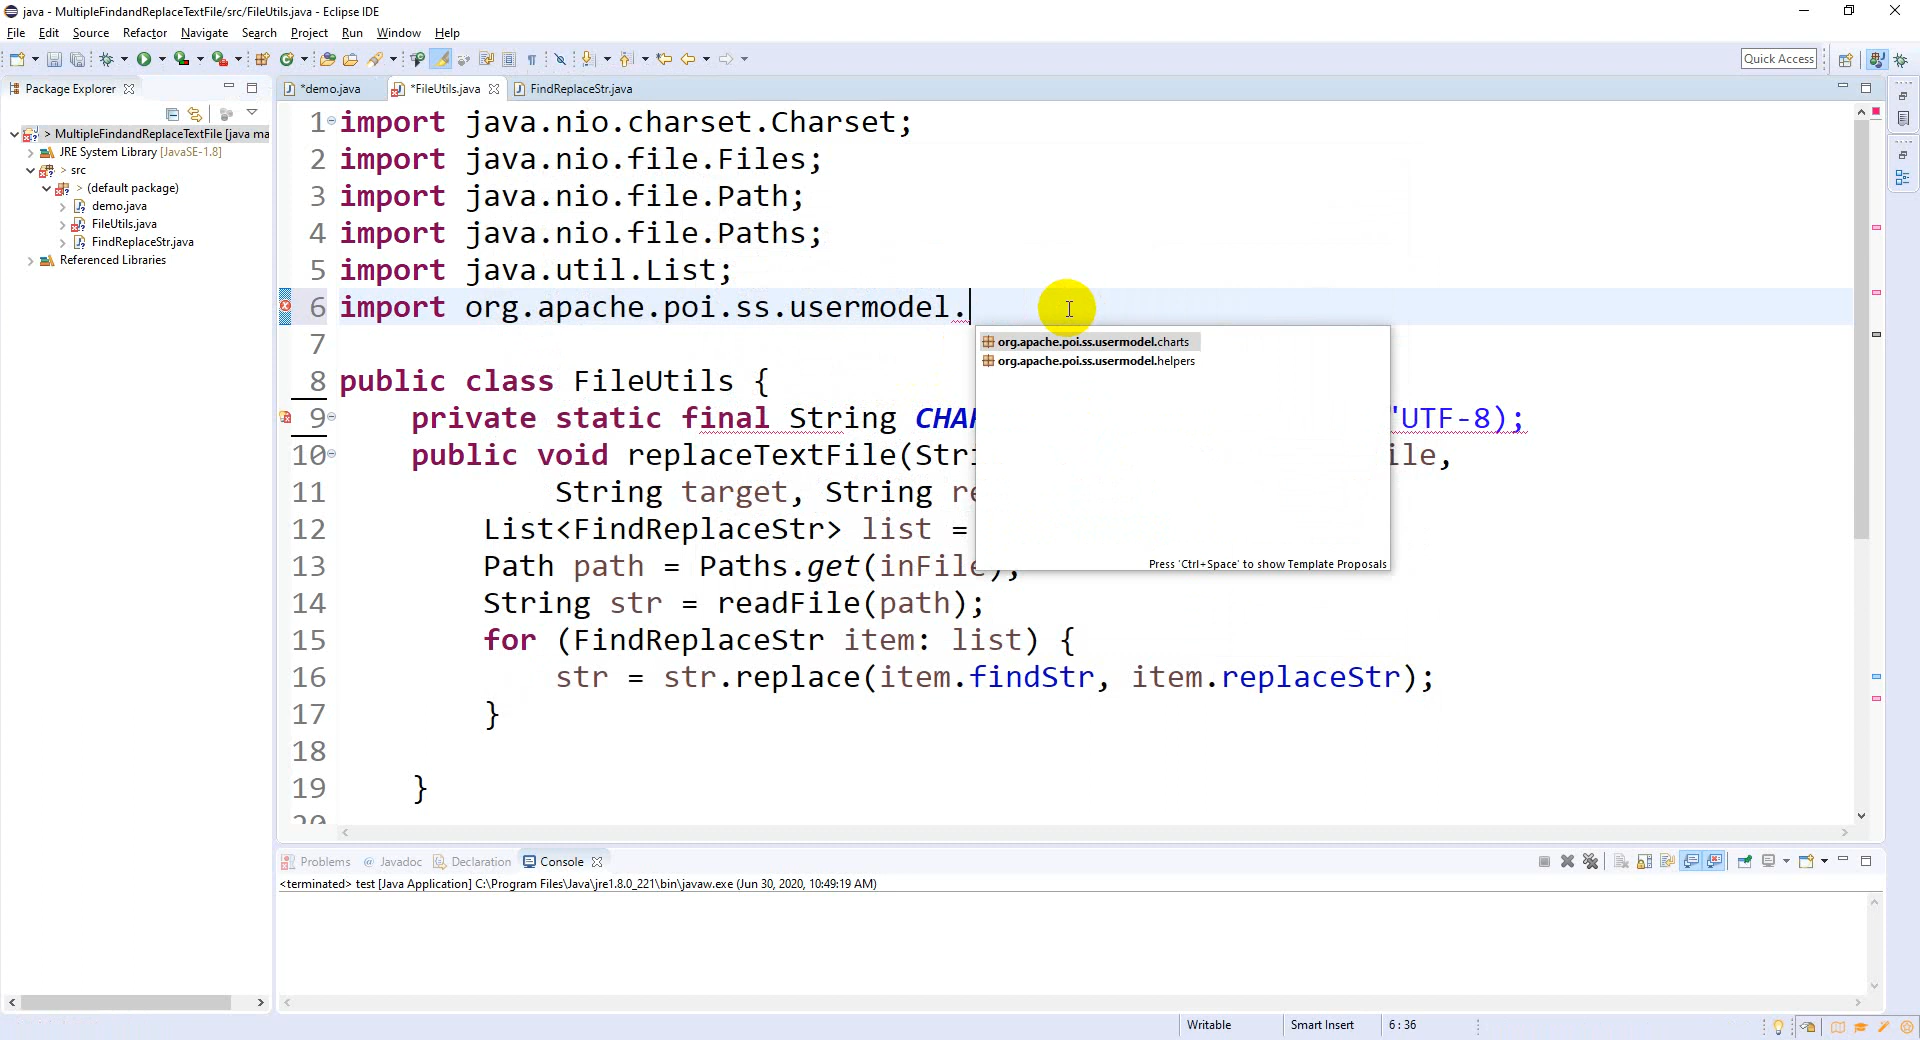 java - MultipleFindandReplaceTextFile/src/FileUtils.java - Eclipse IDE
File Edit Source Refactor Navigate Search Project Run Window Help
Quick Access
Package Explorer
*demo.java *FileUtils.java FindReplaceStr.java
> MultipleFindandReplaceTextFile [java ma
JRE System Library [JavaSE-1.8]
> src
> (default package)
demo.java
FileUtils.java
FindReplaceStr.java
Referenced Libraries
1 import java.nio.charset.Charset;
2 import java.nio.file.Files;
3 import java.nio.file.Path;
4 import java.nio.file.Paths;
5 import java.util.List;
6 import org.apache.poi.ss.usermodel.
7
8 public class FileUtils {
9 private static final String CHA 'UTF-8);
10 public void replaceTextFile(Stri ile,
11 String target, String re
12 List<FindReplaceStr> list =
13 Path path = Paths.get(inFile);
14 String str = readFile(path);
15 for (FindReplaceStr item: list) {
16 str = str.replace(item.findStr, item.replaceStr);
17 }
18
19 }
20
org.apache.poi.ss.usermodel.charts
org.apache.poi.ss.usermodel.helpers
Press 'Ctrl+Space' to show Template Proposals
Problems @ Javadoc Declaration Console
<terminated> test [Java Application] C:\Program Files\Java\jre1.8.0_221\bin\javaw.exe (Jun 30, 2020, 10:49:19 AM)
Writable Smart Insert 6 : 36